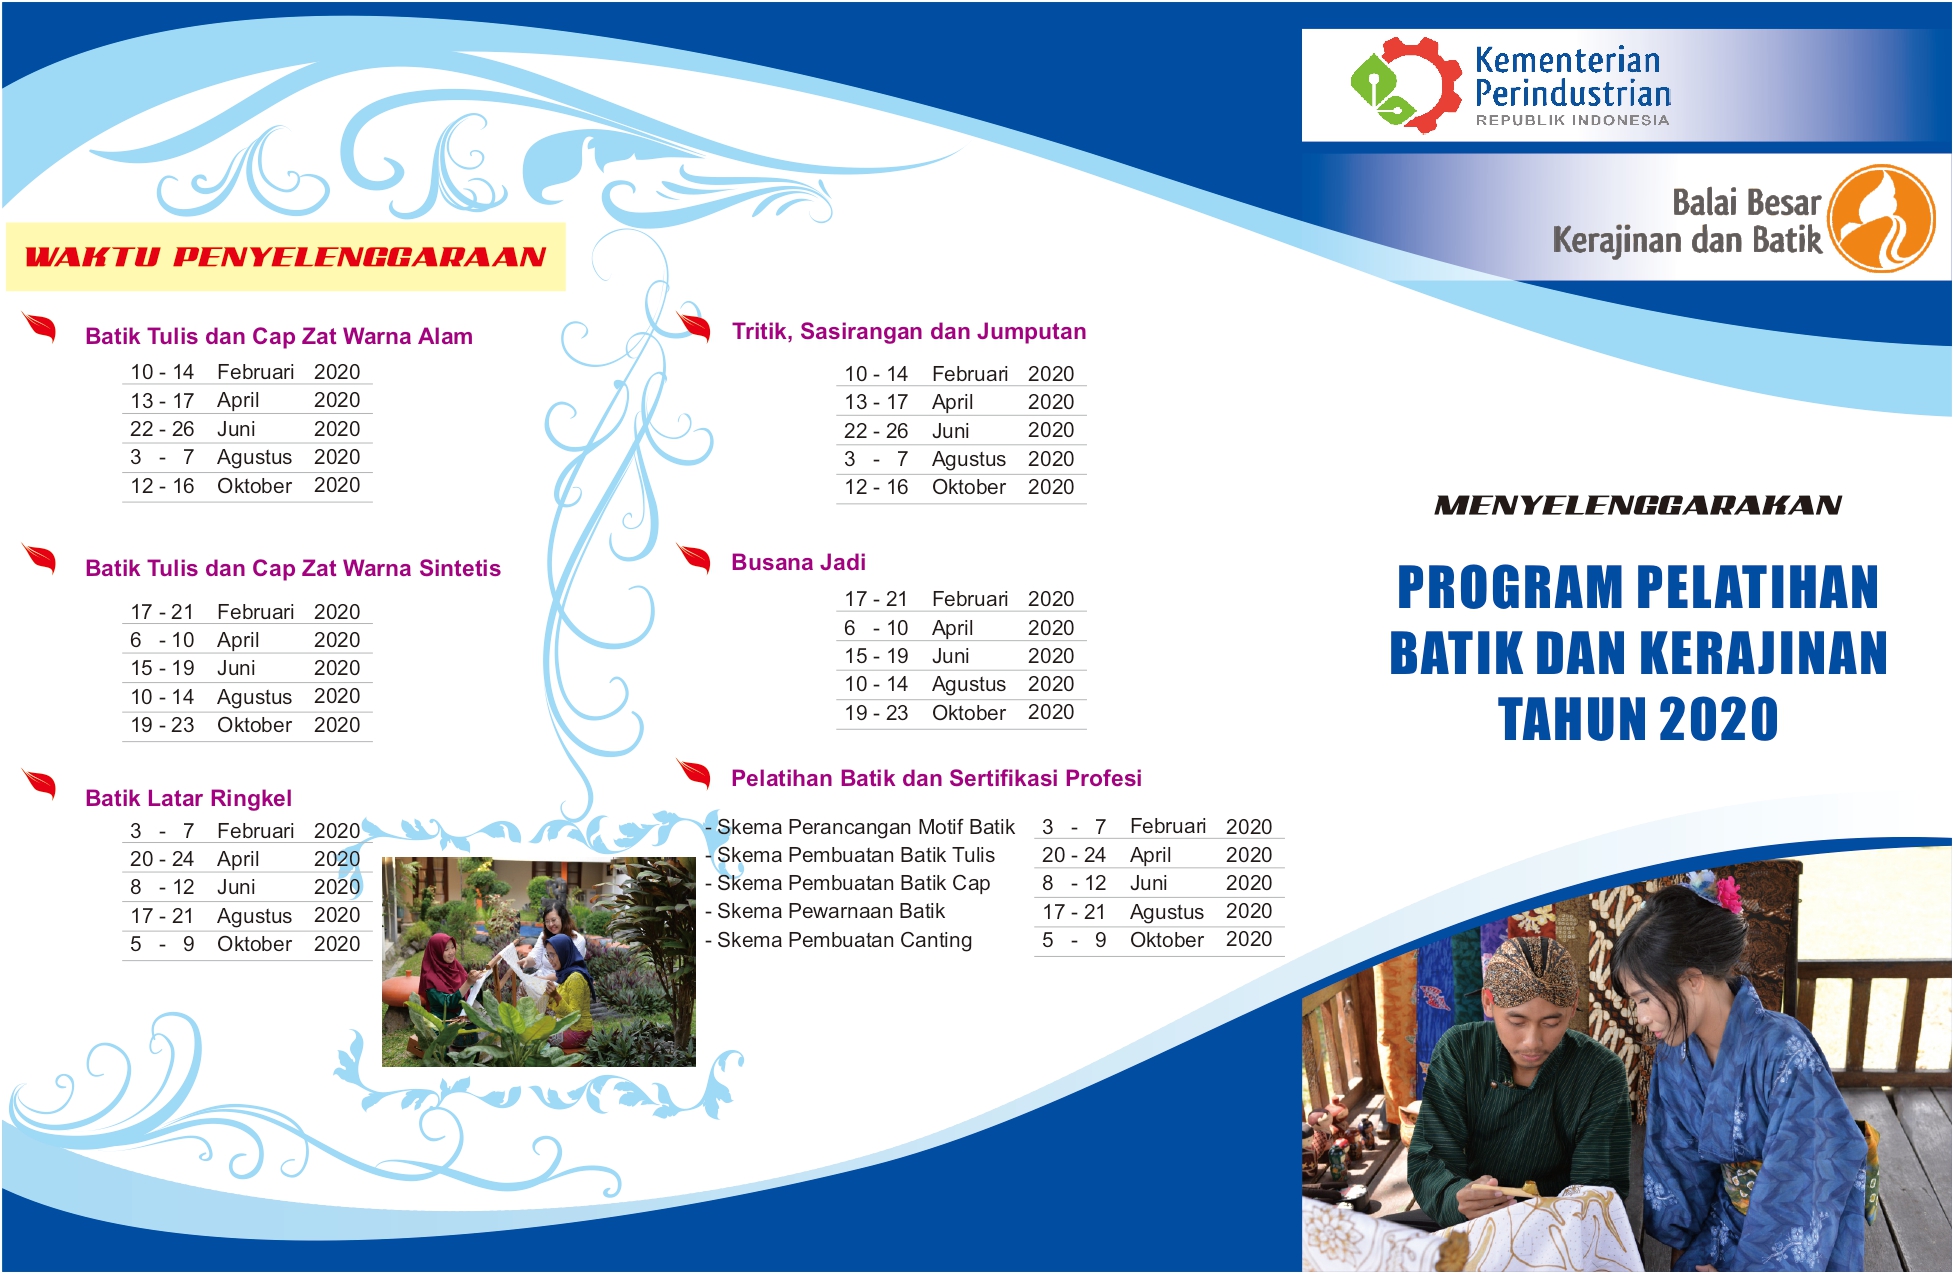 Kementerian
Perindustrian
REPUBLIK INDONESIA
Balai Besar
Kerajinan dan Batik
WAKTU PENYELENGGARAAN
Batik Tulis dan Cap Zat Warna Alam
10 - 14 Februari 2020
13 - 17 April 2020
22 - 26 Juni 2020
3 - 7 Agustus 2020
12 - 16 Oktober 2020
Batik Tulis dan Cap Zat Warna Sintetis
17 - 21 Februari 2020
6 - 10 April 2020
15 - 19 Juni 2020
10 - 14 Agustus 2020
19 - 23 Oktober 2020
Batik Latar Ringkel
3 - 7 Februari 2020
20 - 24 April 2020
8 - 12 Juni 2020
17 - 21 Agustus 2020
5 - 9 Oktober 2020
Tritik, Sasirangan dan Jumputan
10 - 14 Februari 2020
13 - 17 April 2020
22 - 26 Juni 2020
3 - 7 Agustus 2020
12 - 16 Oktober 2020
Busana Jadi
17 - 21 Februari 2020
6 - 10 April 2020
15 - 19 Juni 2020
10 - 14 Agustus 2020
19 - 23 Oktober 2020
Pelatihan Batik dan Sertifikasi Profesi
- Skema Perancangan Motif Batik 3 - 7 Februari 2020
- Skema Pembuatan Batik Tulis 20 - 24 April 2020
- Skema Pembuatan Batik Cap 8 - 12 Juni 2020
- Skema Pewarnaan Batik 17 - 21 Agustus 2020
- Skema Pembuatan Canting 5 - 9 Oktober 2020
MENYELENGGARAKAN
PROGRAM PELATIHAN
BATIK DAN KERAJINAN
TAHUN 2020